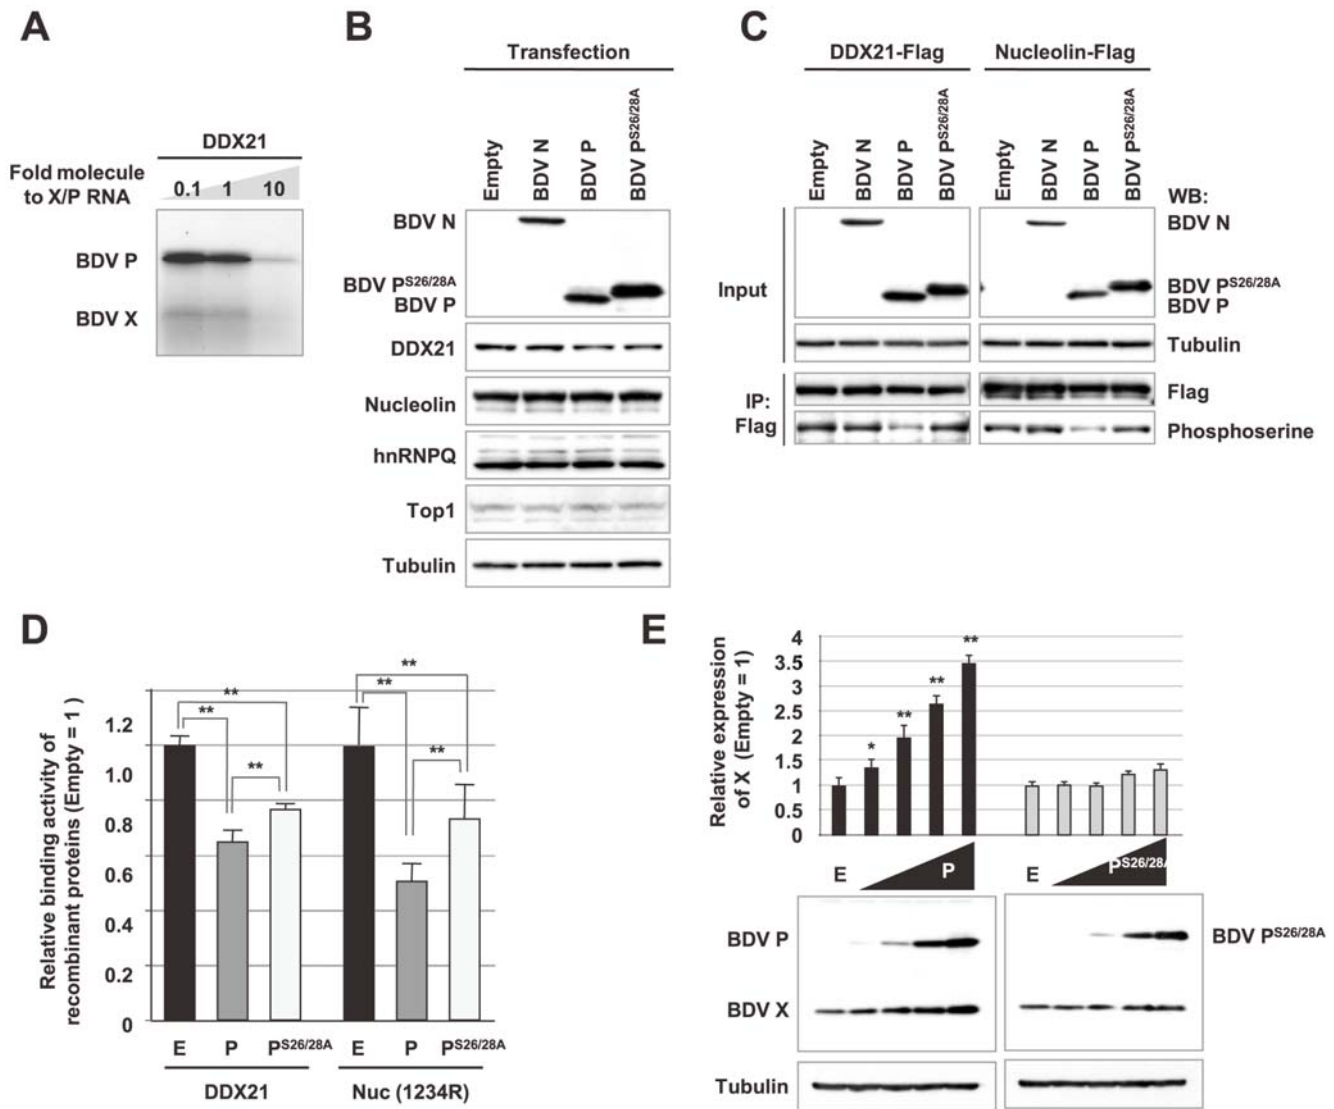 A
DDX21
Fold molecule
to X/P RNA
0.1 1 10
BDV P
BDV X
B
Transfection
Empty
BDV N
BDV P
BDV PS26/28A
BDV N
BDV PS26/28A
BDV P
DDX21
Nucleolin
hnRNPQ
Top1
Tubulin
C
DDX21-Flag
Nucleolin-Flag
Empty
BDV N
BDV P
BDV PS26/28A
Empty
BDV N
BDV P
BDV PS26/28A
WB:
BDV N
Input
BDV PS26/28A
BDV P
Tubulin
IP:
Flag
Flag
Phosphoserine
D
Relative binding activity of
recombinant proteins (Empty = 1 )
1.2
1.0
0.8
0.6
0.4
0.2
0
**
**
**
**
**
**
E P PS26/28A
E P PS26/28A
DDX21
Nuc (1234R)
E
Relative expression
of X (Empty = 1)
4
3.5
3
2.5
2
1.5
1
0.5
0
*
**
**
**
E P
E PS26/28A
BDV P
BDV PS26/28A
BDV X
Tubulin